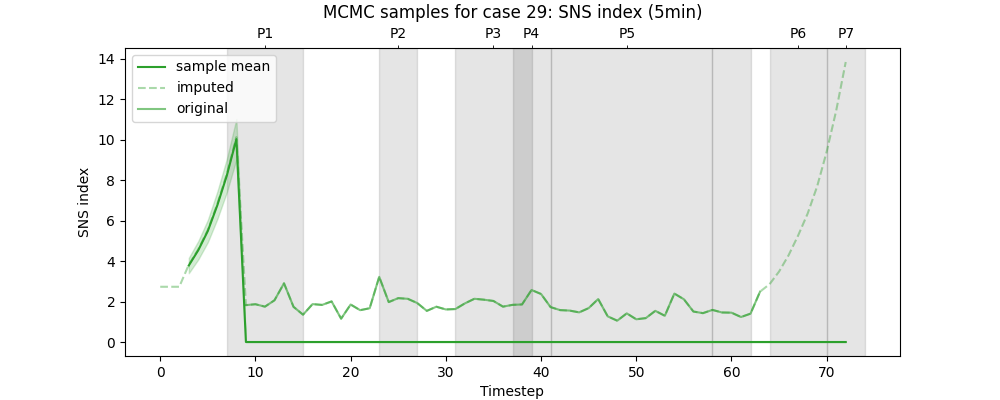 MCMC samples for case 29: SNS index (5min)
P1 P2 P3 P4 P5 P6 P7
sample mean
imputed
original
14
12
10
8
6
4
2
0
SNS index
0 10 20 30 40 50 60 70
Timestep